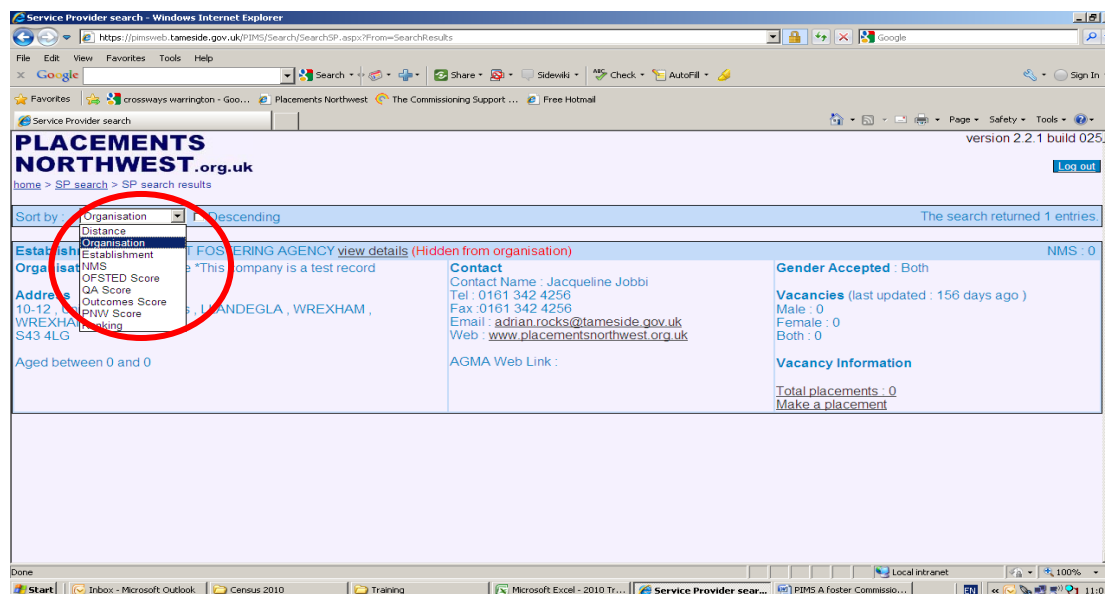 Service Provider search - Windows Internet Explorer
https://pimsweb.tameside.gov.uk/PIMS/Search/SearchSP.aspx?From=SearchResults
Google
File Edit View Favorites Tools Help
Google
Search
Share
Sidewiki
Check
AutoFill
Sign In
Favorites
crossways warrington - Goo...
Placements Northwest
The Commissioning Support ...
Free Hotmail
Service Provider search
Page
Safety
Tools
PLACEMENTS
NORTHWEST.org.uk
version 2.2.1 build 025
Log out
home > SP search > SP search results
Sort by :
Organisation
Descending
The search returned 1 entries.
Distance
Organisation
Establishment
NMS
OFSTED Score
QA Score
Outcomes Score
PNW Score
FOSTERING AGENCY view details (Hidden from organisation)
NMS : 0
*This company is a test record
Address
10-12 , , LLANDEGLA , WREXHAM ,
S43 4LG
Aged between 0 and 0
Contact
Contact Name : Jacqueline Jobbi
Tel : 0161 342 4256
Fax :0161 342 4256
Email : adrian.rocks@tameside.gov.uk
Web : www.placementsnorthwest.org.uk
AGMA Web Link :
Gender Accepted : Both
Vacancies (last updated : 156 days ago )
Male : 0
Female : 0
Both : 0
Vacancy Information
Total placements : 0
Make a placement
Done
Local intranet
100%
Start
Inbox - Microsoft Outlook
Census 2010
Training
Microsoft Excel - 2010 Tr...
Service Provider sear...
PIMS A foster Commissio...
EN
11:0